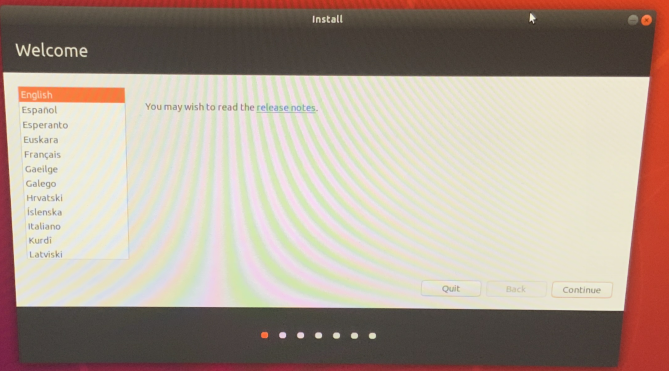 Install
Welcome
English
Español
Esperanto
Euskara
Français
Gaeilge
Galego
Hrvatski
Íslenska
Italiano
Kurdî
Latviski
You may wish to read the release notes.
Quit
Back
Continue